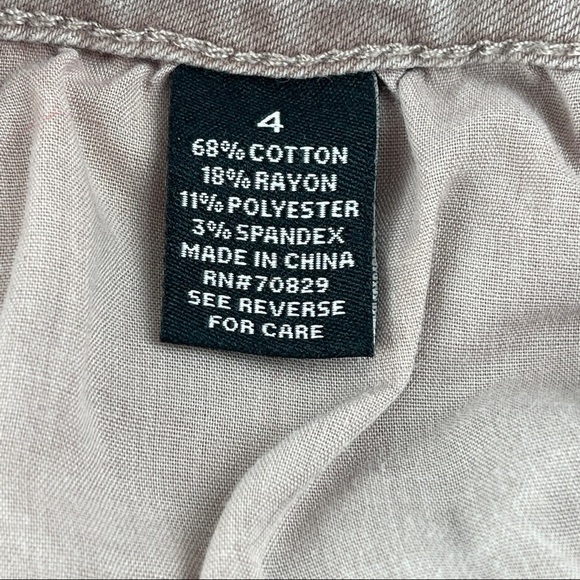 4
68% COTTON
18% RAYON
11% POLYESTER
3% SPANDEX
MADE IN CHINA
RN#70829
SEE REVERSE
FOR CARE